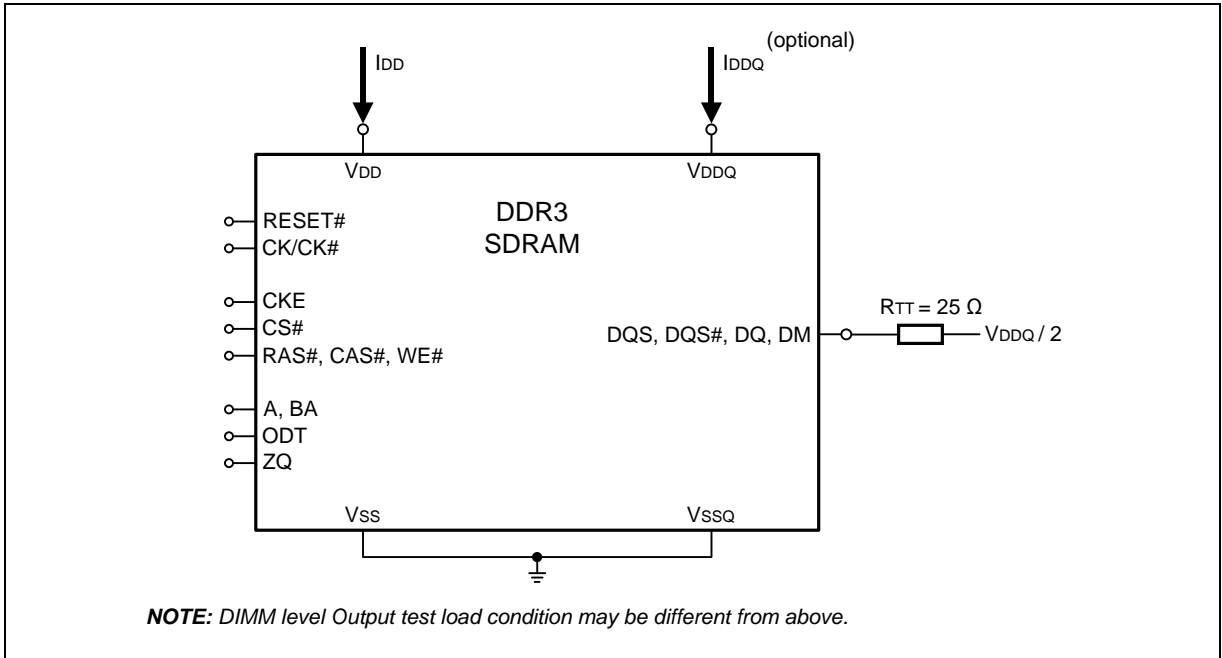 (optional)
IDD
IDDQ
VDD
VDDQ
DDR3
SDRAM
RESET#
CK/CK#
CKE
CS#
RAS#, CAS#, WE#
A, BA
ODT
ZQ
DQS, DQS#, DQ, DM
RTT = 25 Ω
VDDQ / 2
VSS
VSSQ
NOTE: DIMM level Output test load condition may be different from above.